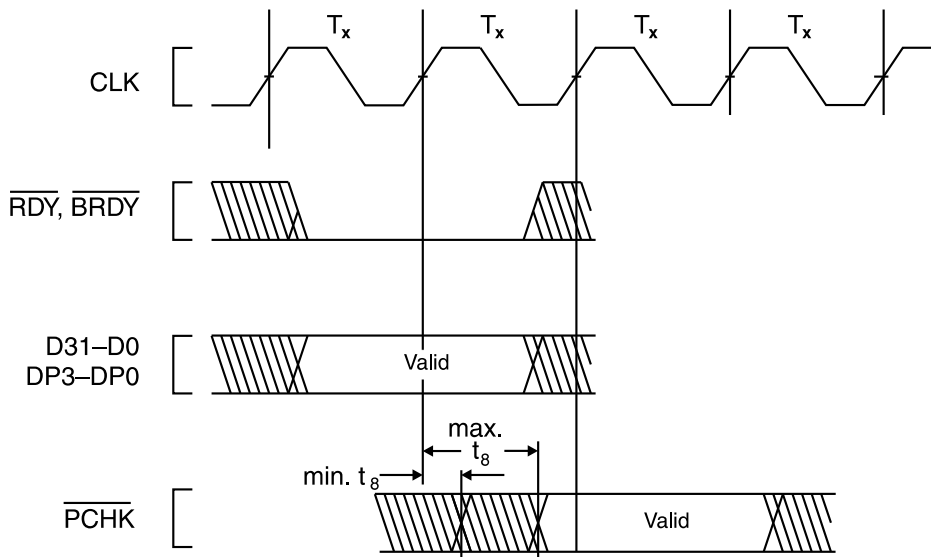 Tx Tx Tx Tx
CLK
RDY, BRDY
D31–D0
DP3–DP0
Valid
max.
t8
min. t8
PCHK
Valid